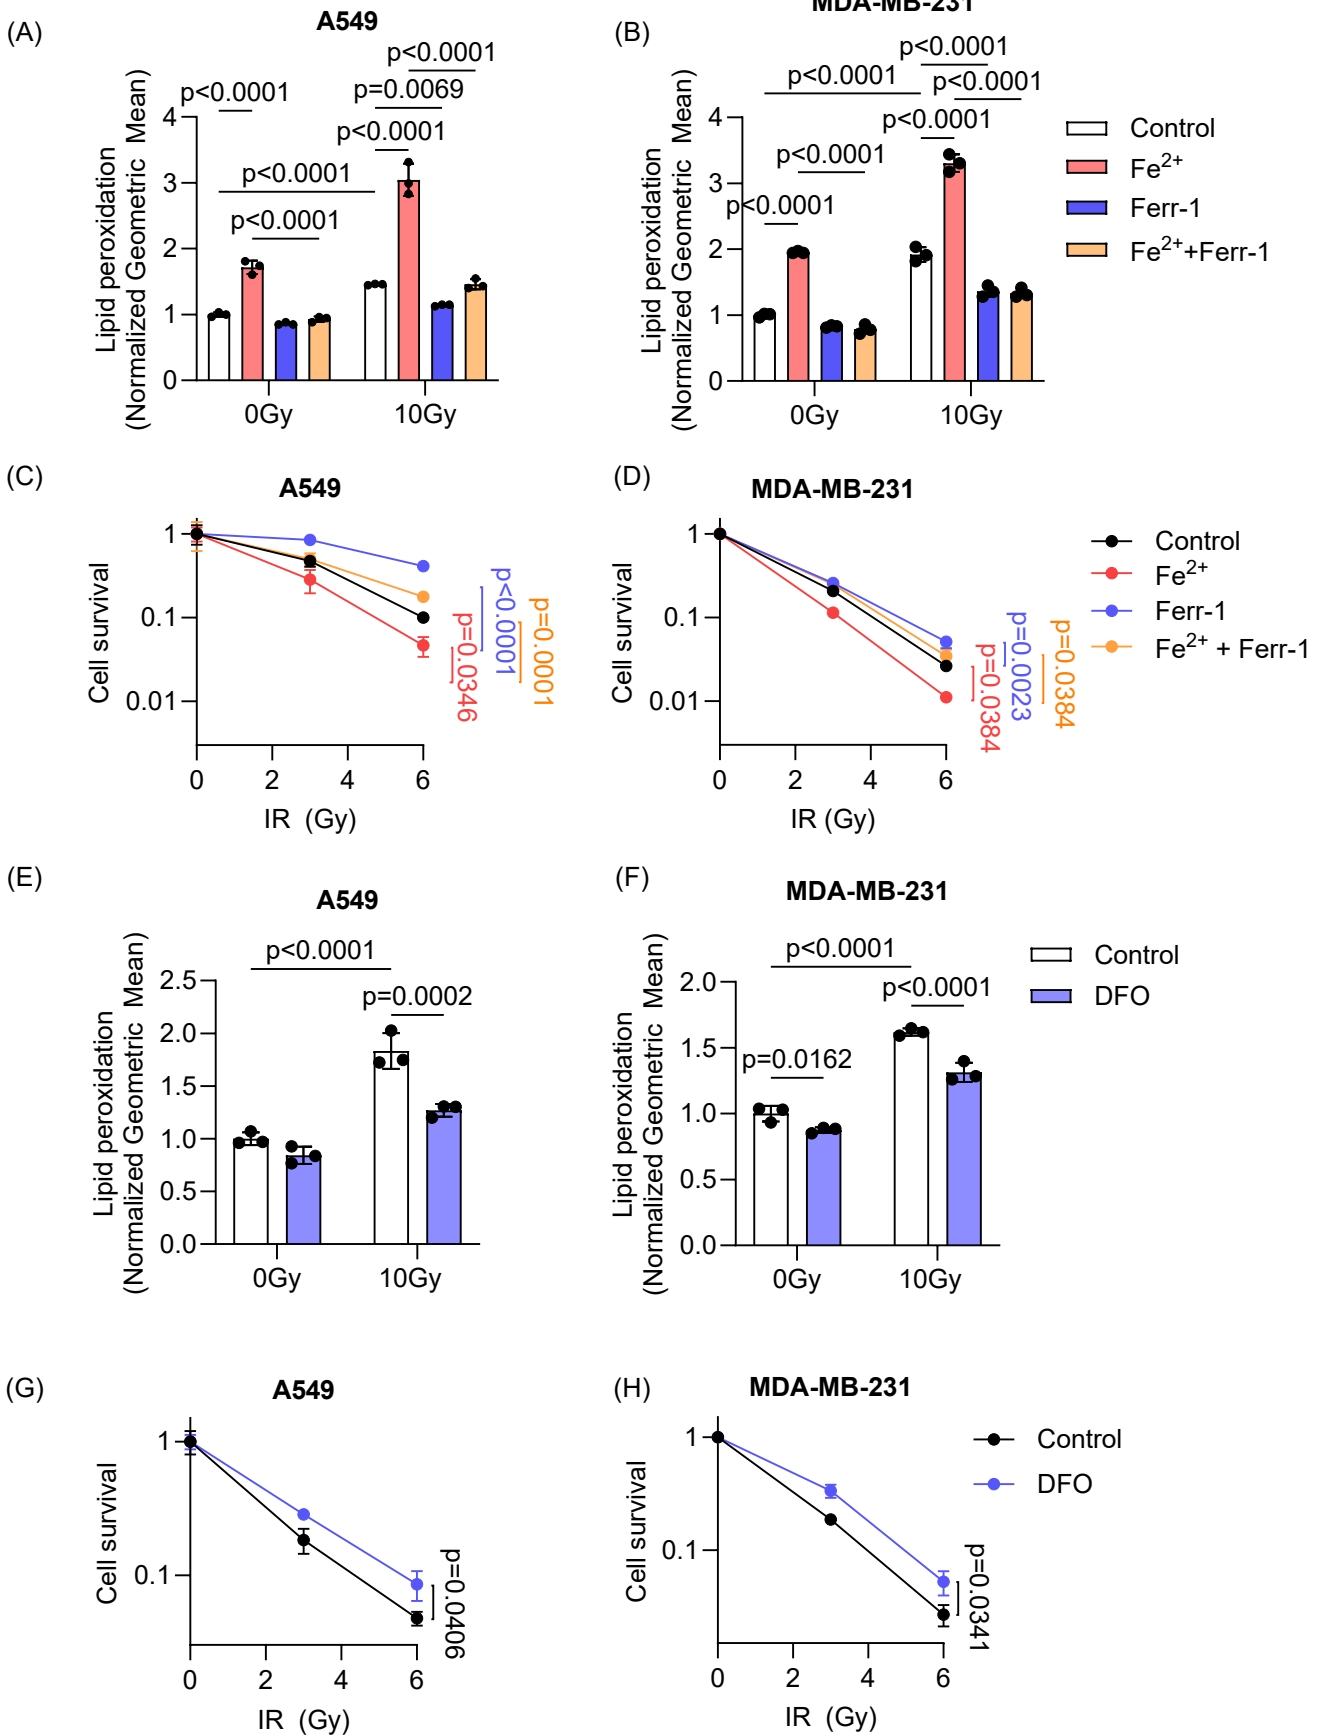 (A)
A549
p<0.0001
p=0.0069
p<0.0001
p<0.0001
p<0.0001
p<0.0001
Lipid peroxidation
(Normalized Geometric Mean)
4
3
2
1
0
0Gy
10Gy
(B)
MDA-MB-231
p<0.0001
p<0.0001
p<0.0001
p<0.0001
p<0.0001
p<0.0001
Lipid peroxidation
(Normalized Geometric Mean)
4
3
2
1
0
0Gy
10Gy
Control
Fe²⁺
Ferr-1
Fe²⁺+Ferr-1
(C)
A549
Cell survival
1
0.1
0.01
0
2
4
6
IR (Gy)
p=0.0346
p<0.0001
p=0.0001
(D)
MDA-MB-231
Cell survival
1
0.1
0.01
0
2
4
6
IR (Gy)
p=0.0384
p=0.0023
p=0.0384
Control
Fe²⁺
Ferr-1
Fe²⁺ + Ferr-1
(E)
A549
p<0.0001
p=0.0002
Lipid peroxidation
(Normalized Geometric Mean)
2.5
2.0
1.5
1.0
0.5
0.0
0Gy
10Gy
(F)
MDA-MB-231
p<0.0001
p<0.0001
p=0.0162
Lipid peroxidation
(Normalized Geometric Mean)
2.0
1.5
1.0
0.5
0.0
0Gy
10Gy
Control
DFO
(G)
A549
Cell survival
1
0.1
0
2
4
6
IR (Gy)
p=0.0406
(H)
MDA-MB-231
Cell survival
1
0.1
0
2
4
6
IR (Gy)
p=0.0341
Control
DFO